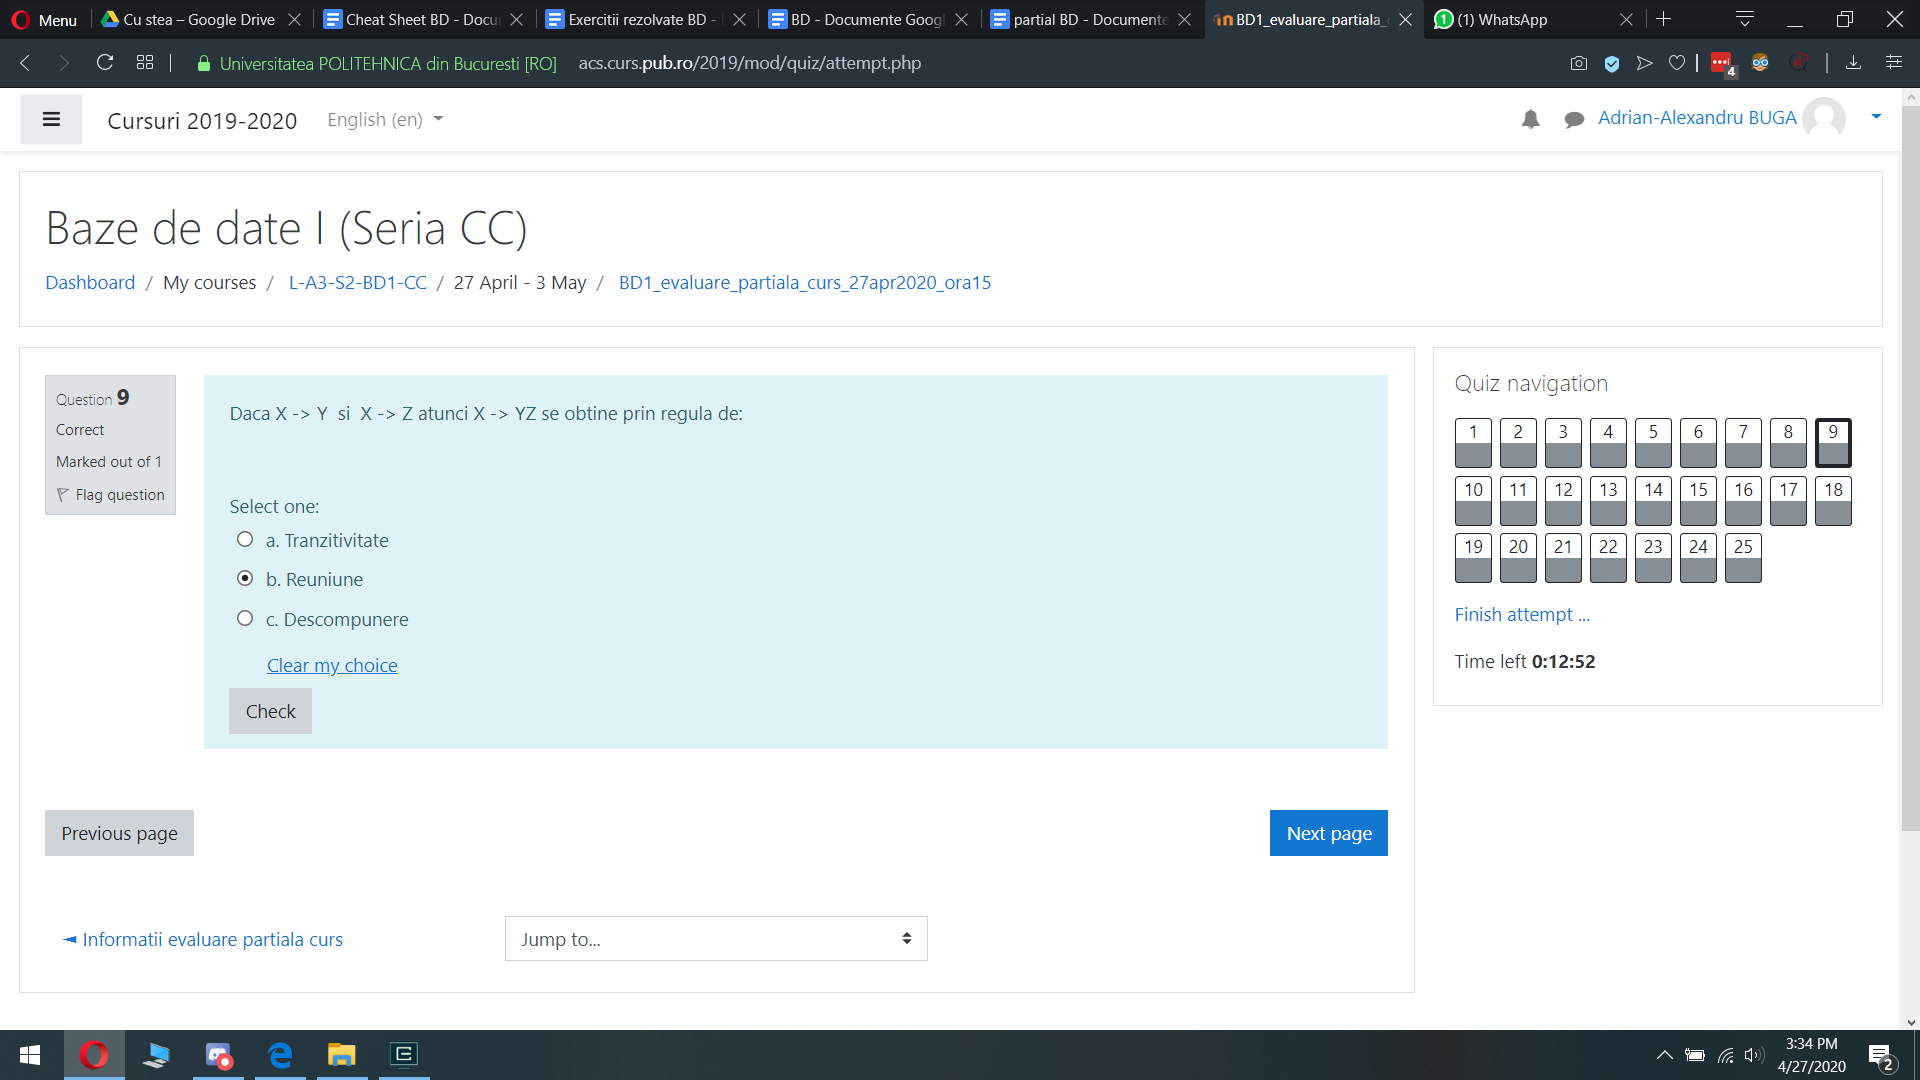 Menu
Cu stea – Google Drive
Cheat Sheet BD - Docu
Exercitii rezolvate BD -
BD - Documente Googl
partial BD - Documente
BD1_evaluare_partiala_
(1) WhatsApp
Universitatea POLITEHNICA din Bucuresti [RO]
acs.curs.pub.ro/2019/mod/quiz/attempt.php
4
Cursuri 2019-2020
English (en)
Adrian-Alexandru BUGA
Baze de date I (Seria CC)
Dashboard / My courses / L-A3-S2-BD1-CC / 27 April - 3 May / BD1_evaluare_partiala_curs_27apr2020_ora15
Question 9
Correct
Marked out of 1
Flag question
Daca X -> Y si X -> Z atunci X -> YZ se obtine prin regula de:
Select one:
a. Tranzitivitate
b. Reuniune
c. Descompunere
Clear my choice
Check
Previous page
Next page
Informatii evaluare partiala curs
Jump to...
Quiz navigation
1 2 3 4 5 6 7 8 9
10 11 12 13 14 15 16 17 18
19 20 21 22 23 24 25
Finish attempt ...
Time left 0:12:52
3:34 PM
4/27/2020
2